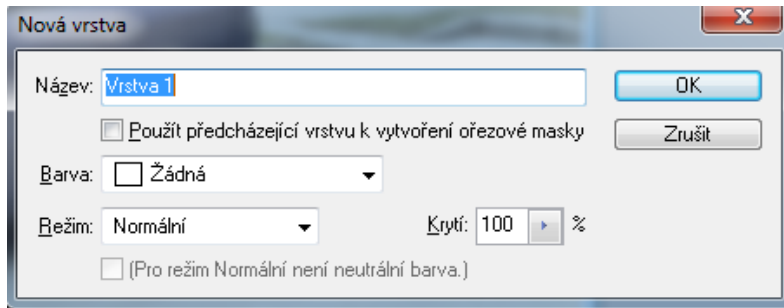 Nová vrstva
Název: Vrstva 1
OK
Použít předcházející vrstvu k vytvoření ořezové masky
Zrušit
Barva: Žádná
Režim: Normální Krytí: 100 %
(Pro režim Normální není neutrální barva.)